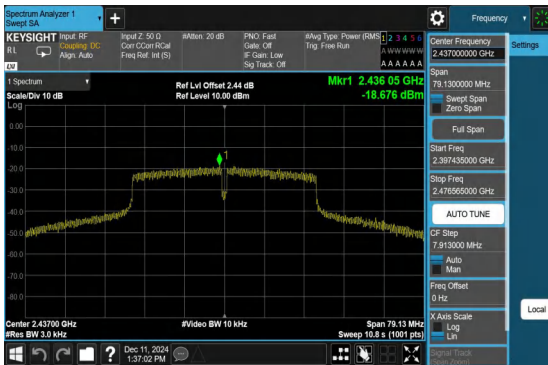 Spectrum Analyzer 1
Swept SA
Frequency
KEYSIGHT
Input: RF
Coupling: DC
Align: Auto
Input Z: 50 Ω
Corr CCorr RCal
Freq Ref: Int (S)
#Atten: 20 dB
PNO: Fast
Gate: Off
IF Gain: Low
Sig Track: Off
#Avg Type: Power (RMS)
Trig: Free Run
1 2 3 4 5 6
A W W W W W
A A A A A A
RL
LXI
Center Frequency
2.437000000 GHz
Settings
Span
79.1300000 MHz
Swept Span
Zero Span
Full Span
Start Freq
2.397435000 GHz
Stop Freq
2.476565000 GHz
AUTO TUNE
CF Step
7.913000 MHz
Auto
Man
Freq Offset
0 Hz
X Axis Scale
Log
Lin
Signal Track
(Span Zoom)
Local
1 Spectrum
Scale/Div 10 dB
Ref Lvl Offset 2.44 dB
Ref Level 10.00 dBm
Mkr1 2.436 05 GHz
-18.676 dBm
Log
0.00
-10.0
-20.0
-30.0
-40.0
-50.0
-60.0
-70.0
-80.0
1
Center 2.43700 GHz
#Res BW 3.0 kHz
#Video BW 10 kHz
Span 79.13 MHz
Sweep 10.8 s (1001 pts)
Dec 11, 2024
1:37:02 PM